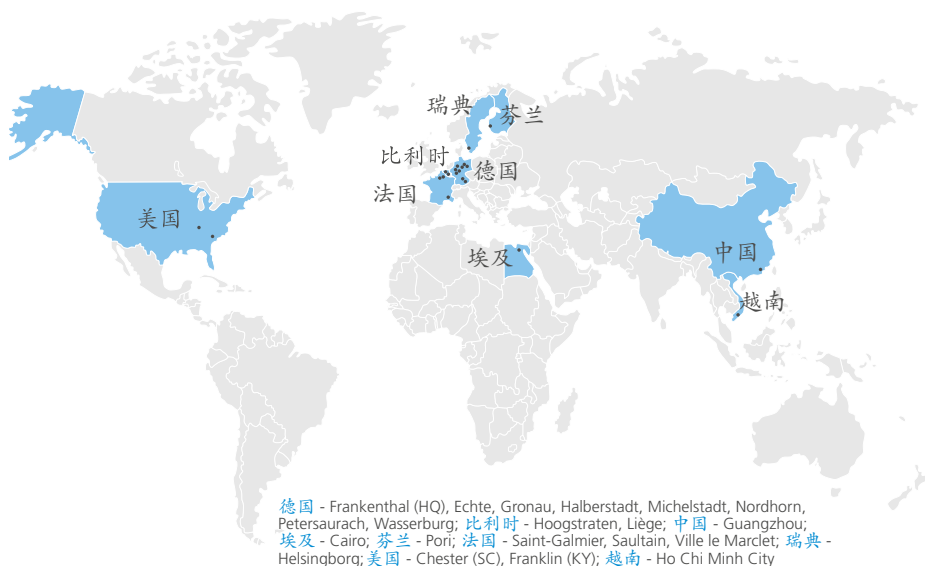 瑞典
芬兰
比利时
德国
法国
美国
埃及
中国
越南
德国 - Frankenthal (HQ), Echte, Gronau, Halberstadt, Michelstadt, Nordhorn,
Petersaurach, Wasserburg; 比利时 - Hoogstraten, Liège; 中国 - Guangzhou;
埃及 - Cairo; 芬兰 - Pori; 法国 - Saint-Galmier, Saultain, Ville le Marclet; 瑞典 -
Helsingborg; 美国 - Chester (SC), Franklin (KY); 越南 - Ho Chi Minh City